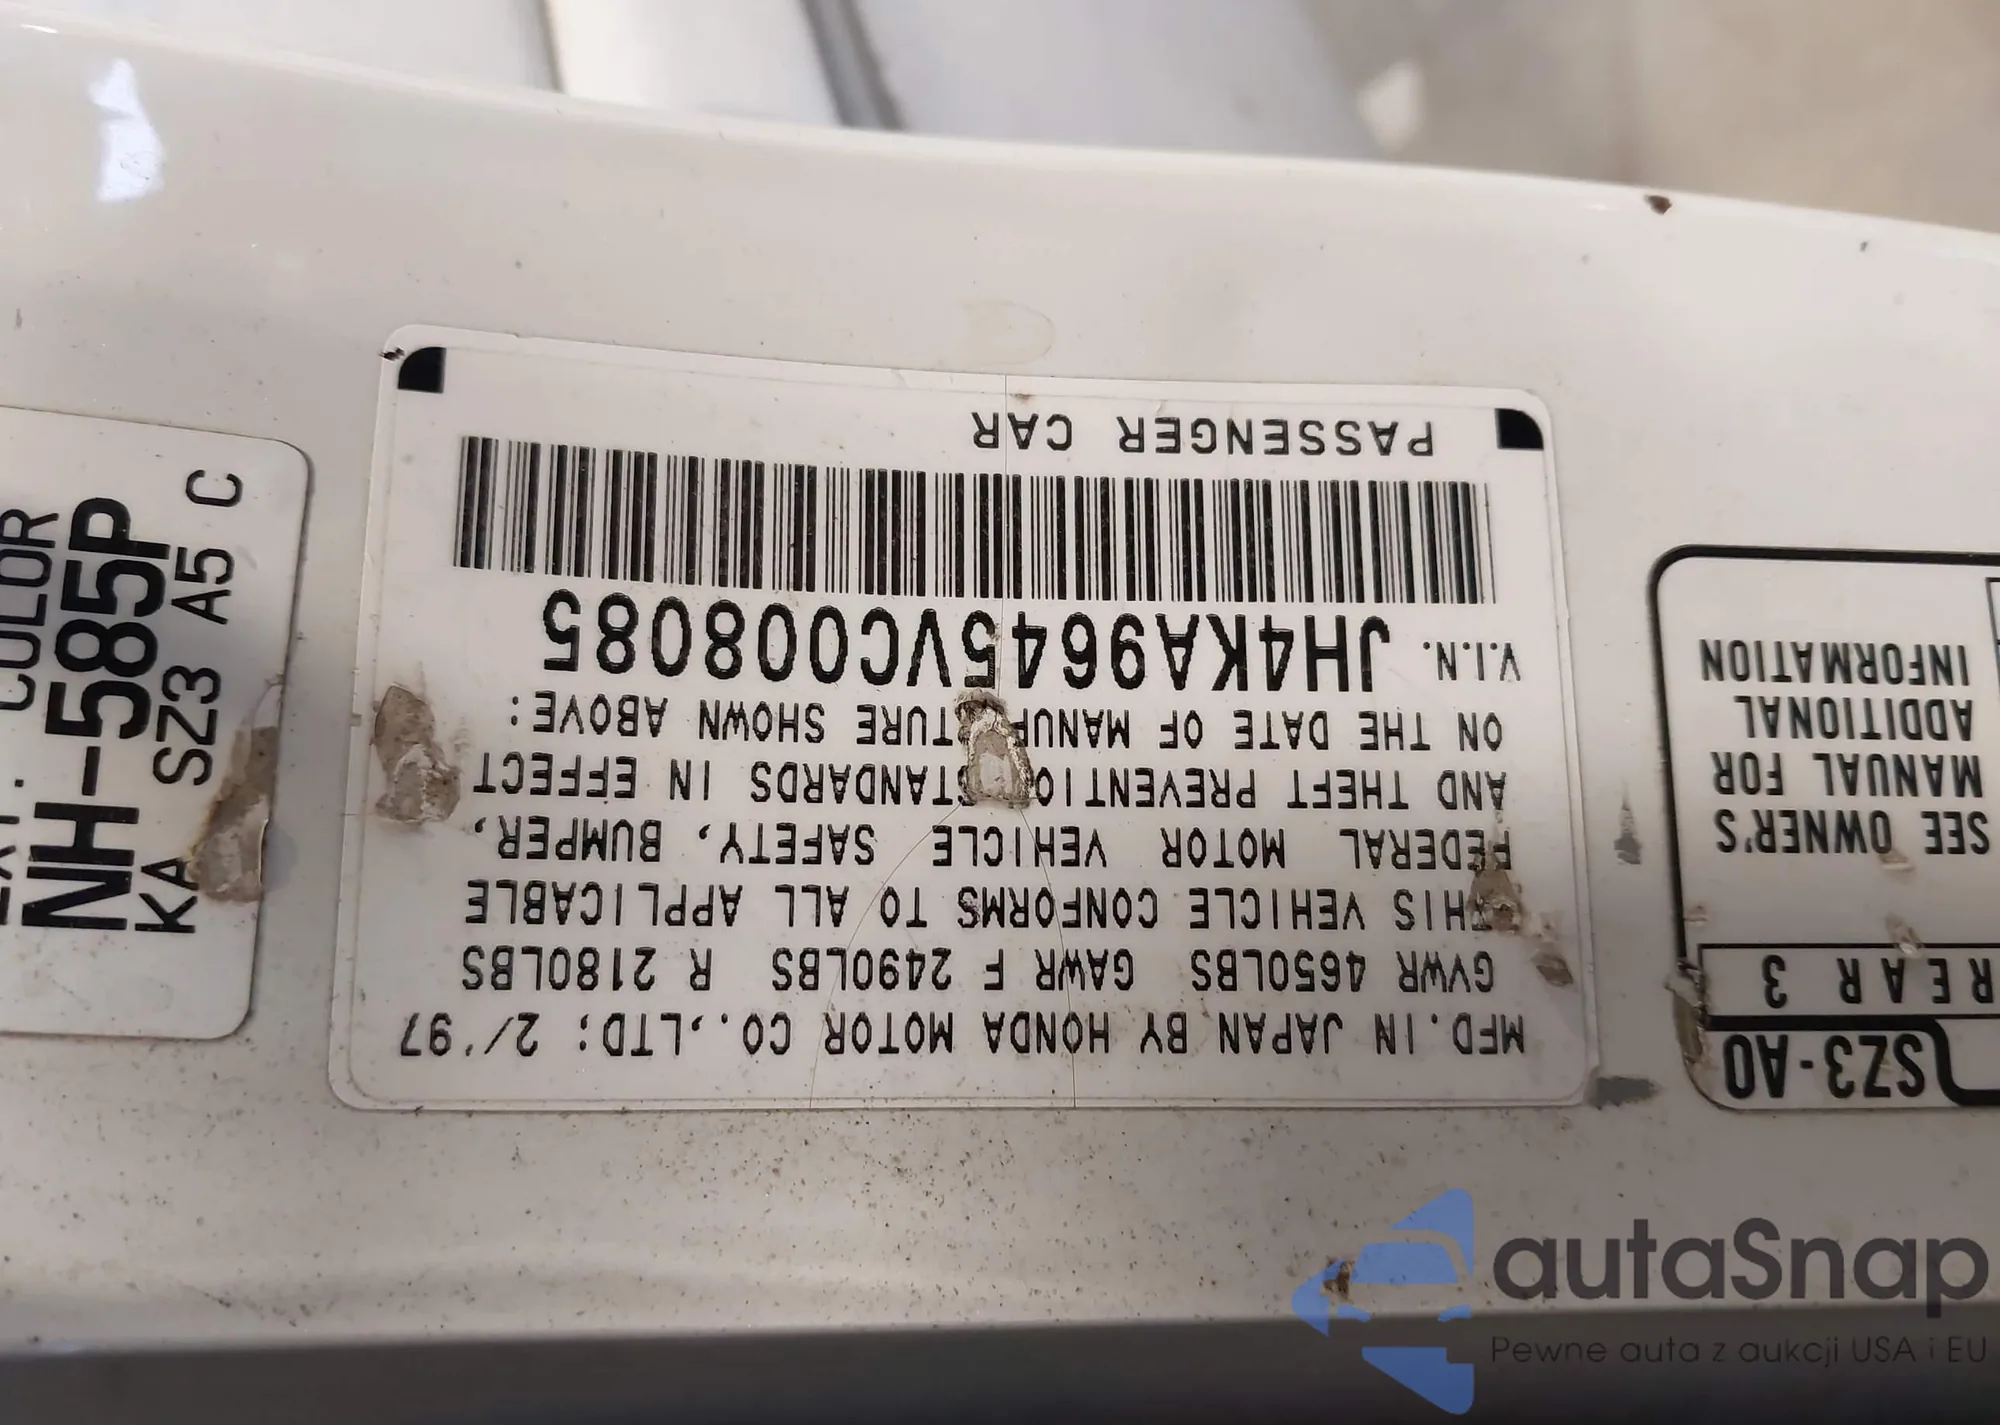 MFD. IN JAPAN BY HONDA MOTOR CO.,LTD; 2/'97
GVWR 4650LBS GAWR F 2490LBS R 2180LBS
THIS VEHICLE CONFORMS TO ALL APPLICABLE
FEDERAL MOTOR VEHICLE SAFETY, BUMPER,
AND THEFT PREVENTIO STANDARDS IN EFFECT
ON THE DATE OF MANUF TURE SHOWN ABOVE:
V.I.N. JH4KA9645VC008085
PASSENGER CAR
COLOR
NH-585P
KA SZ3 A5 C
SZ3-A0
REAR 3
SEE OWNER'S
MANUAL FOR
ADDITIONAL
INFORMATION
autaSnap
Pewne auta z aukcji USA i EU